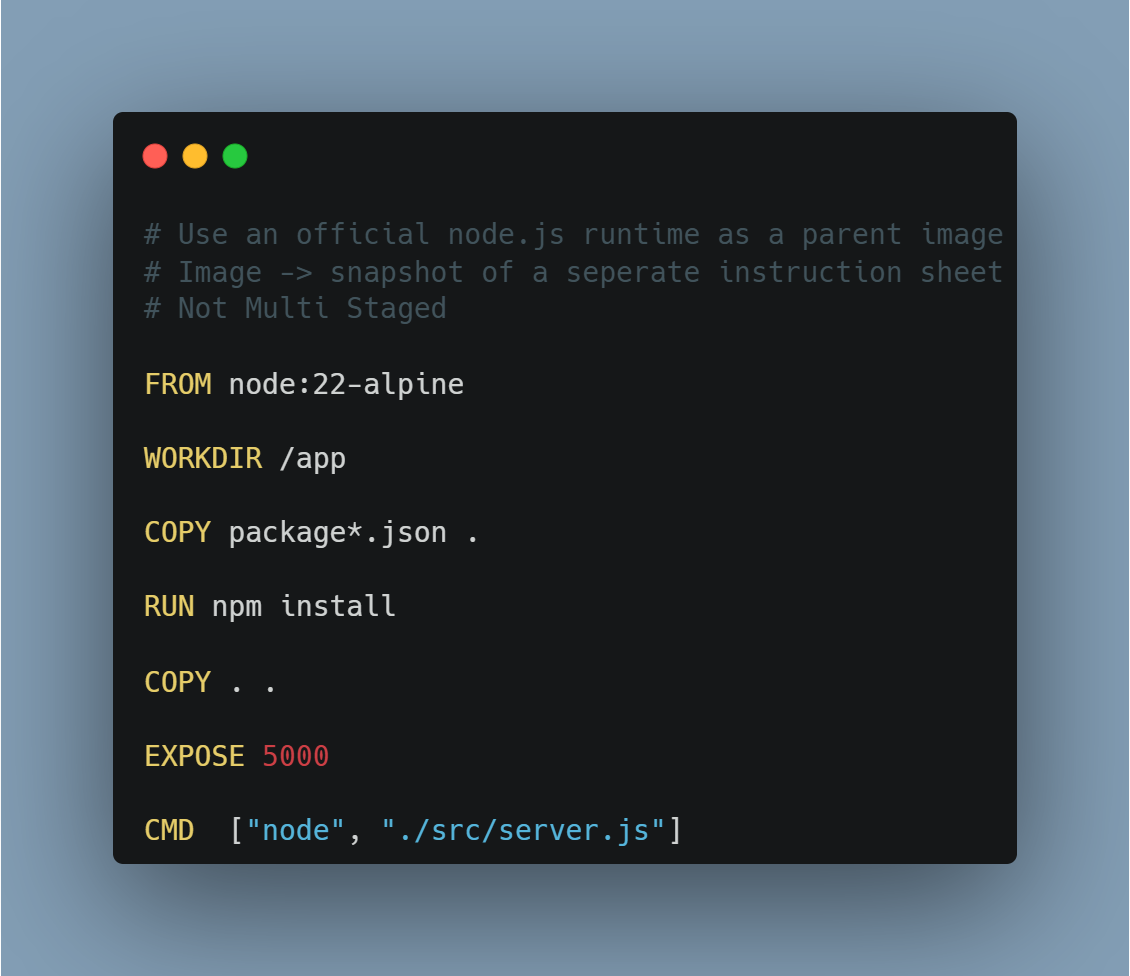 # Use an official node.js runtime as a parent image
# Image -> snapshot of a seperate instruction sheet
# Not Multi Staged
FROM node:22-alpine
WORKDIR /app
COPY package*.json .
RUN npm install
COPY . .
EXPOSE 5000
CMD  ["node", "./src/server.js"]